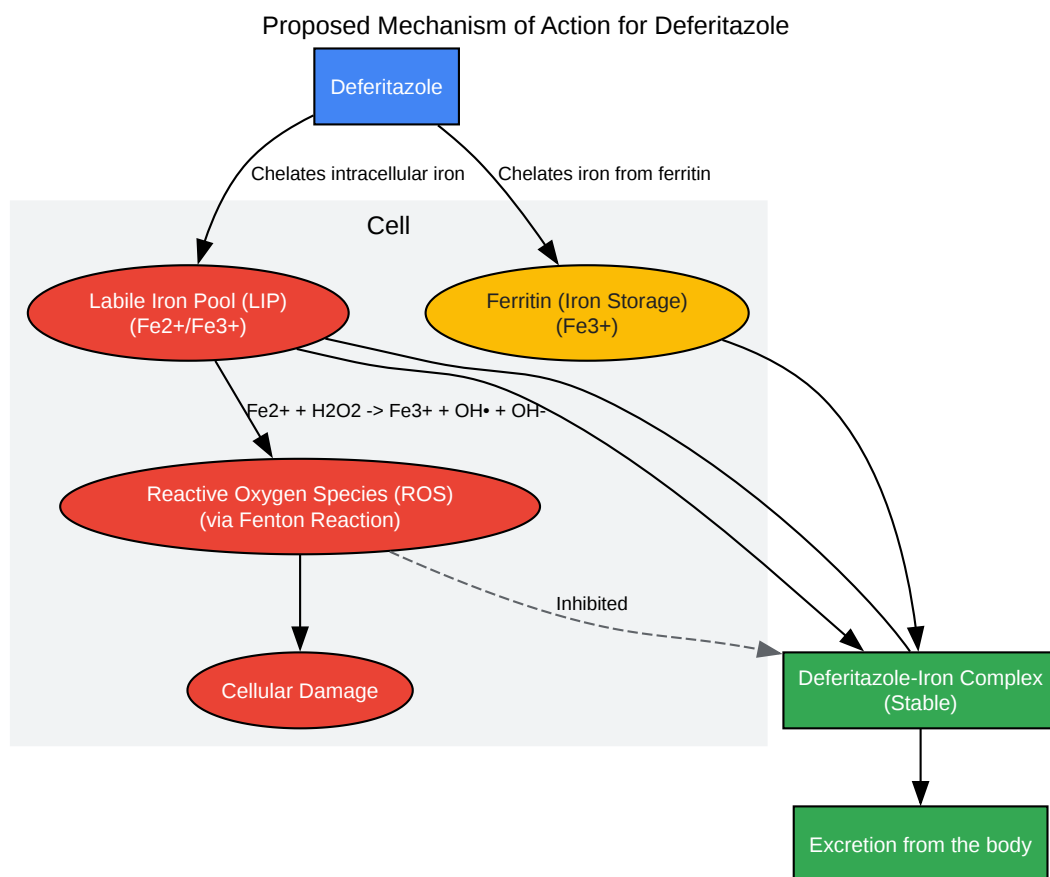 Proposed Mechanism of Action for Deferitazole
Deferitazole
Chelates intracellular iron
Chelates iron from ferritin
Cell
Labile Iron Pool (LIP)
(Fe2+/Fe3+)
Ferritin (Iron Storage)
(Fe3+)
Fe2+ + H2O2 -> Fe3+ + OH• + OH-
Reactive Oxygen Species (ROS)
(via Fenton Reaction)
Inhibited
Cellular Damage
Deferitazole-Iron Complex
(Stable)
Excretion from the body